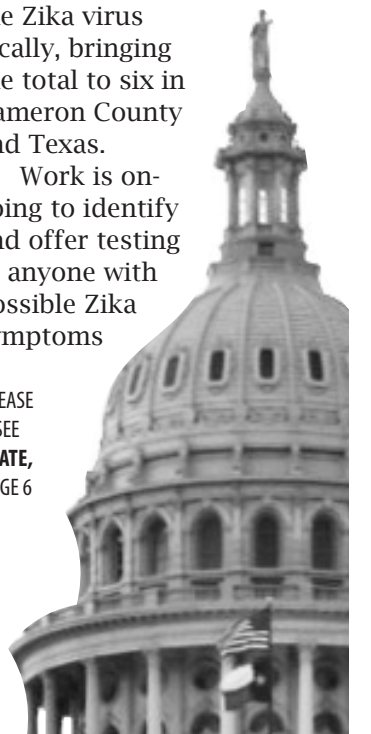 e Zika virus
cally, bringing
e total to six in
ameron County
nd Texas.
Work is on-
oing to identify
nd offer testing
anyone with
ossible Zika
ymptoms
EASE
SEE
ATE,
GE 6